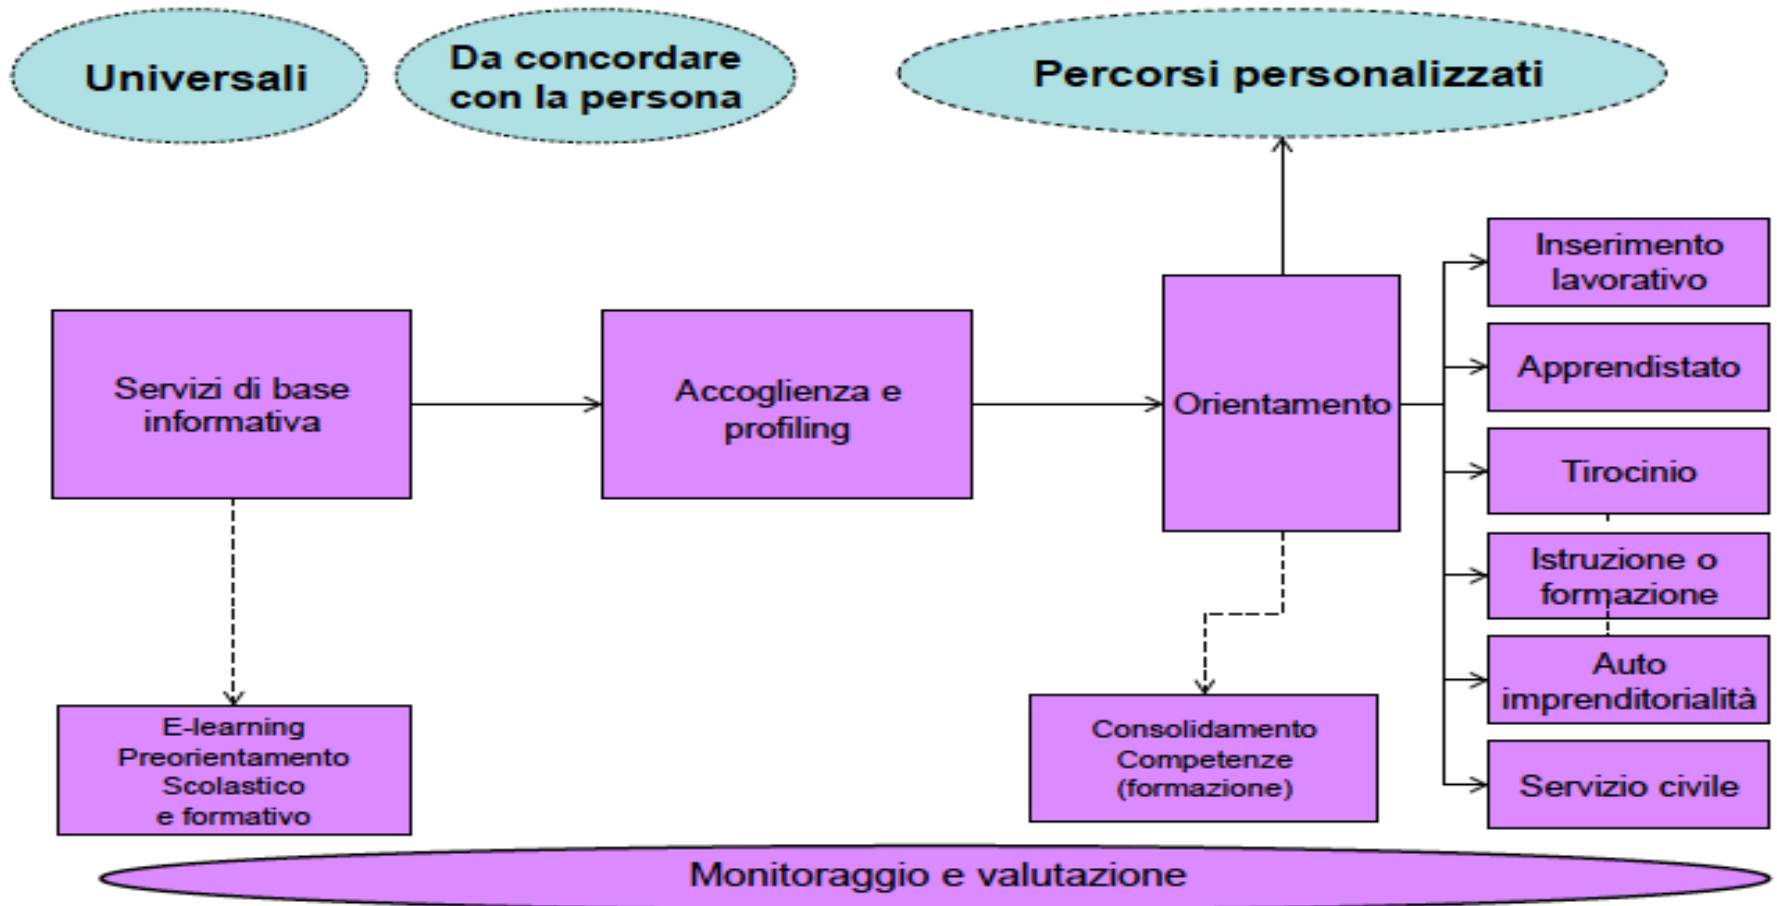 Universali
Da concordare
con la persona
Percorsi personalizzati
Servizi di base
informativa
Accoglienza e
profiling
Orientamento
Inserimento
lavorativo
Apprendistato
Tirocinio
Istruzione o
formazione
Auto
imprenditorialità
Servizio civile
E-learning
Preorientamento
Scolastico
e formativo
Consolidamento
Competenze
(formazione)
Monitoraggio e valutazione